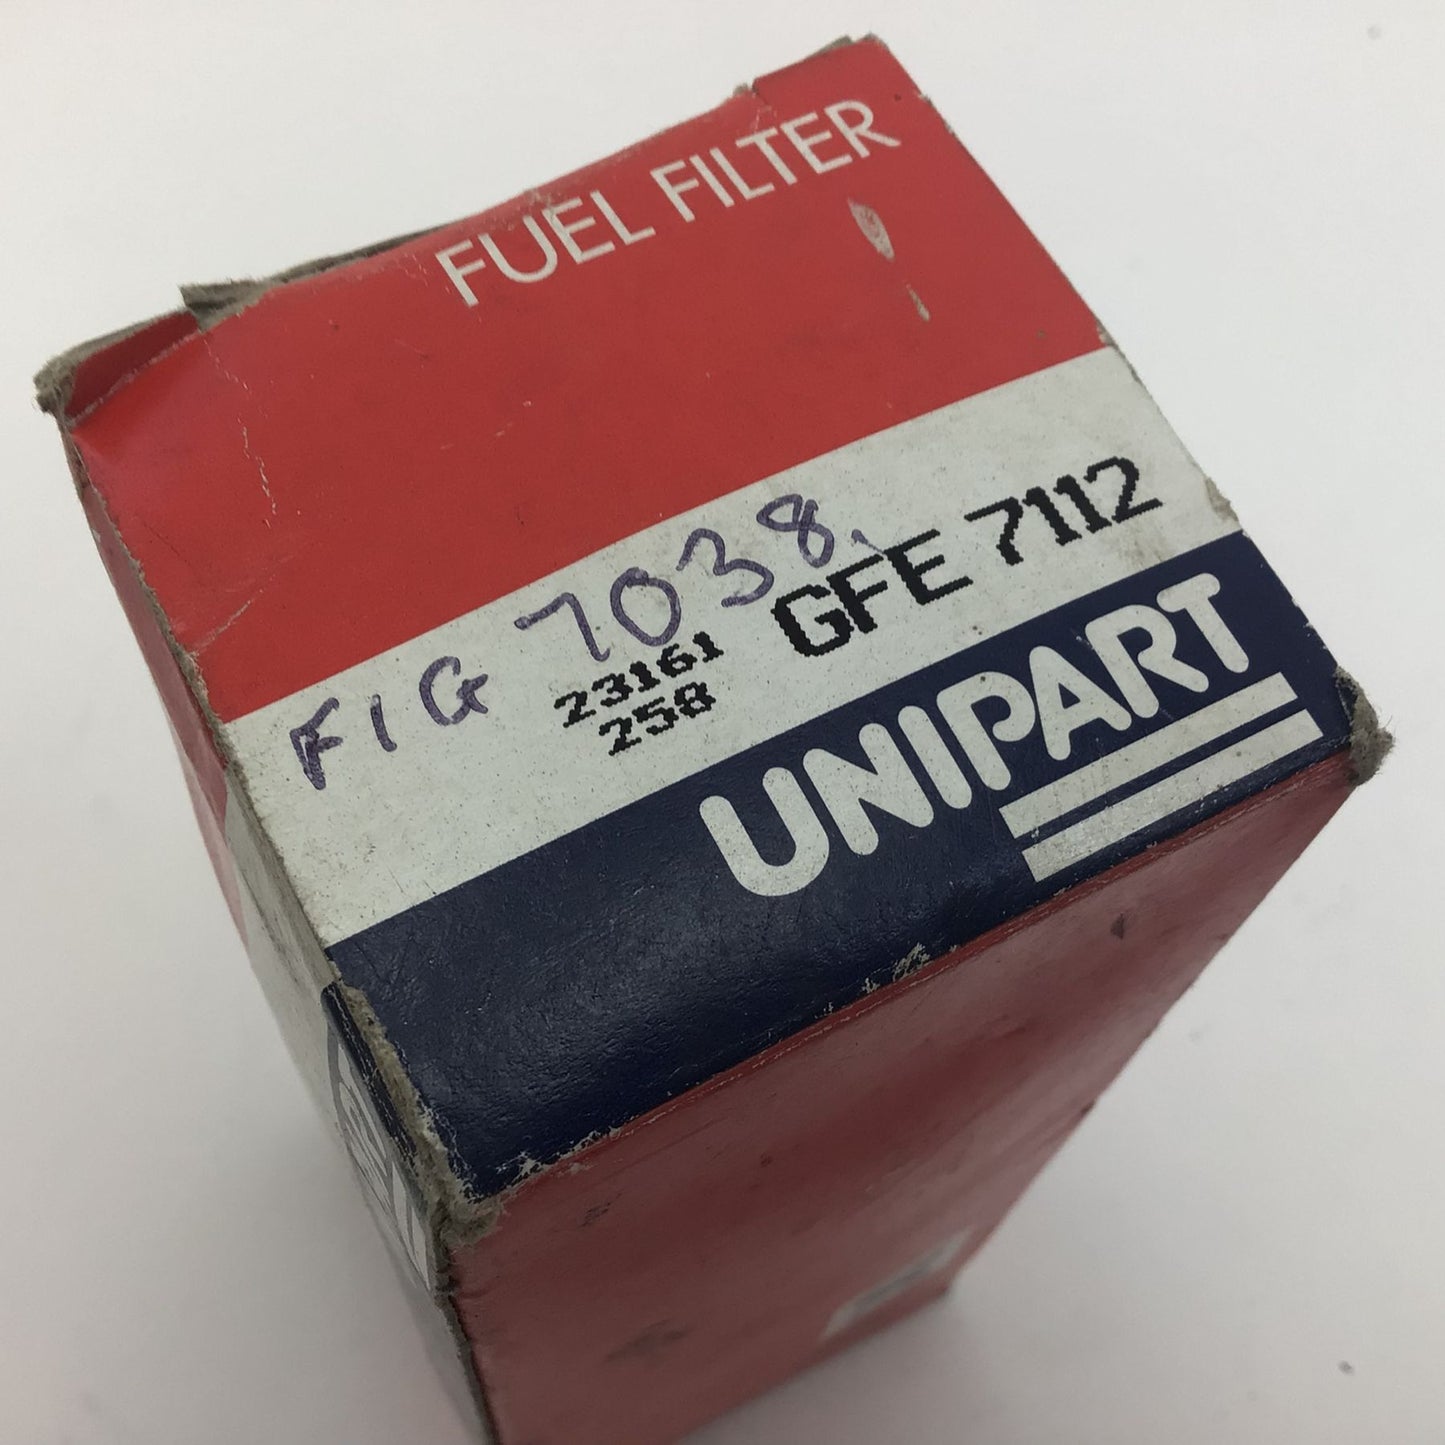 FUEL FILTER
FIG 7038
23161
258
GFE 7112
UNIPART